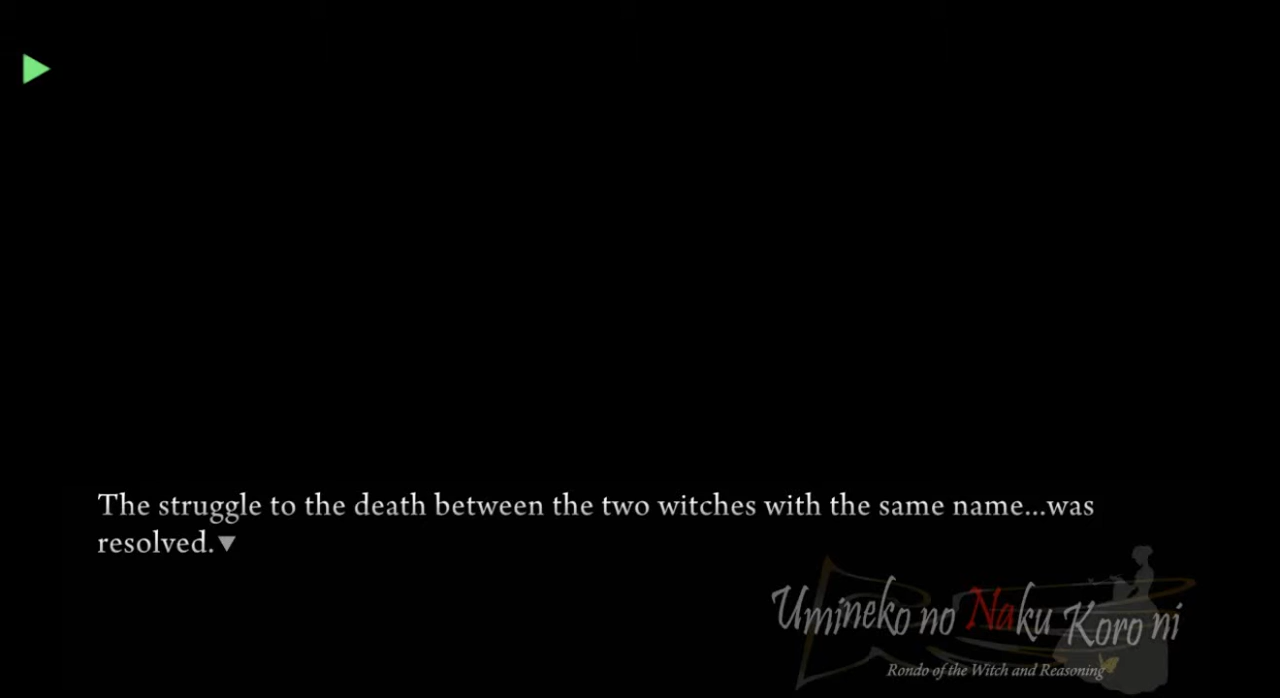 The struggle to the death between the two witches with the same name...was
resolved.
Umineko no Naku Koro ni
Rondo of the Witch and Reasoning